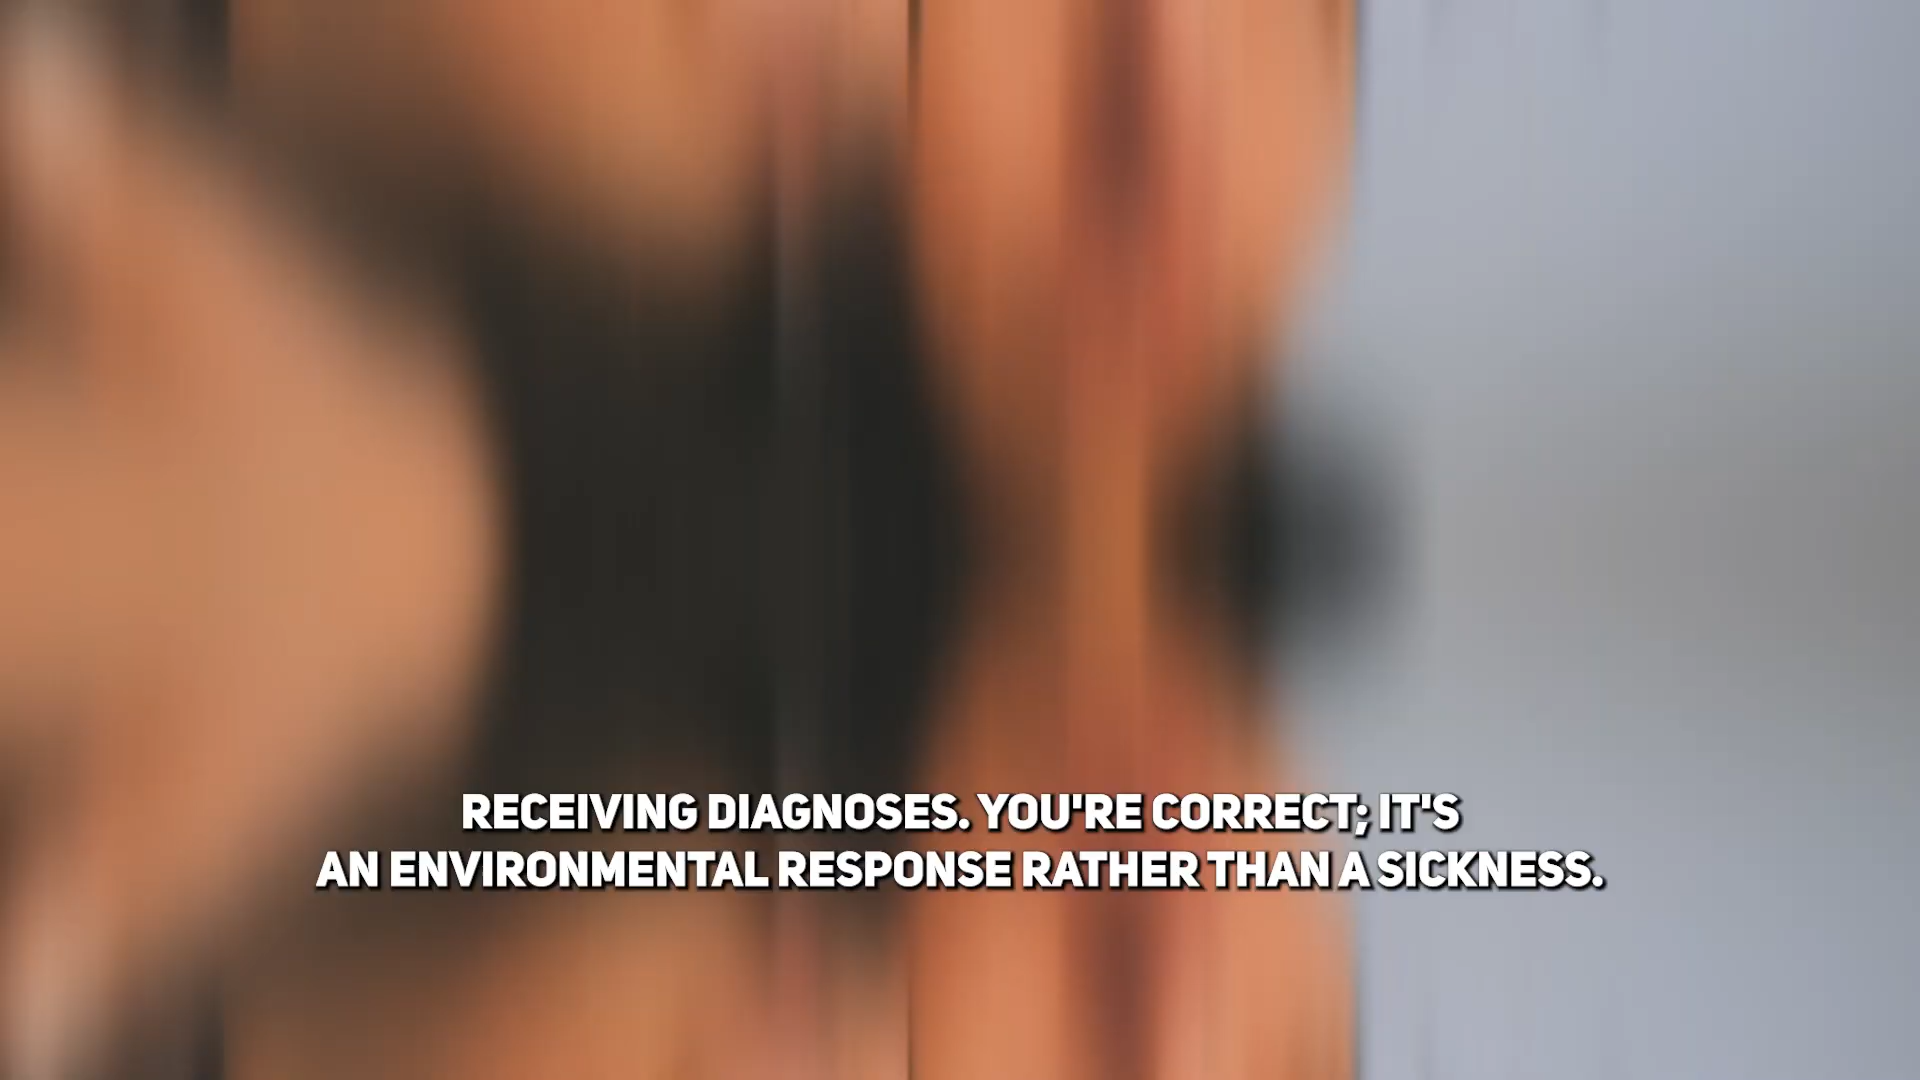 RECEIVING DIAGNOSES. YOU'RE CORRECT; IT'S
AN ENVIRONMENTAL RESPONSE RATHER THAN A SICKNESS.